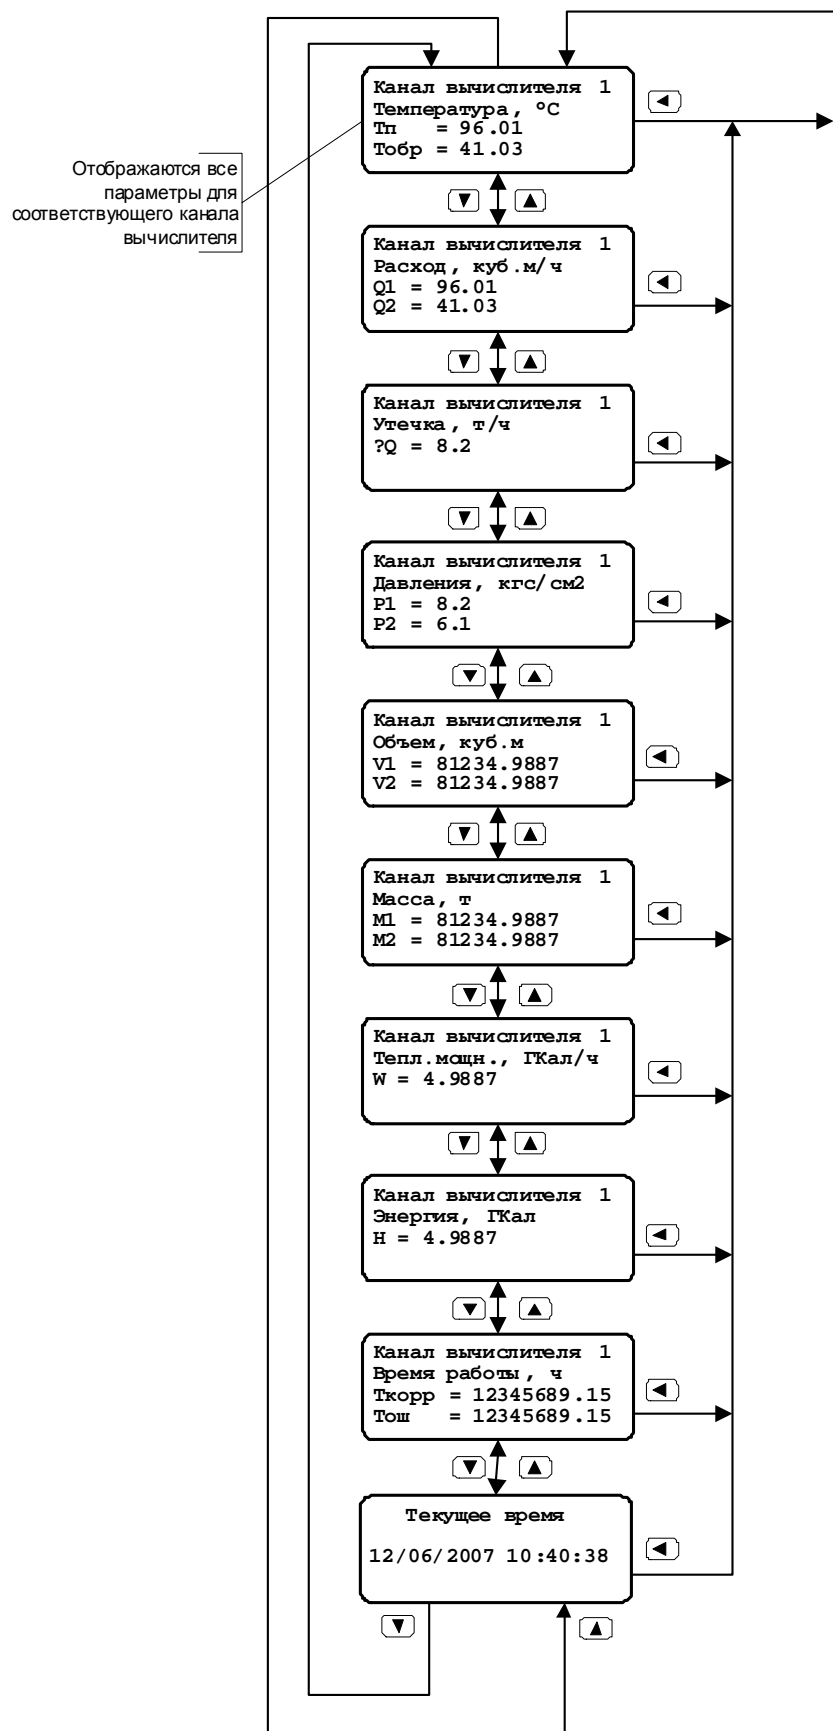 Канал вычислителя 1
Температура, °C
Тп = 96.01
Тобр = 41.03
Отображаются все
параметры для
соответствующего канала
вычислителя
Канал вычислителя 1
Расход, куб.м/ч
Q1 = 96.01
Q2 = 41.03
Канал вычислителя 1
Утечка, т/ч
?Q = 8.2
Канал вычислителя 1
Давления, кгс/см2
P1 = 8.2
P2 = 6.1
Канал вычислителя 1
Объем, куб.м
V1 = 81234.9887
V2 = 81234.9887
Канал вычислителя 1
Масса, т
M1 = 81234.9887
M2 = 81234.9887
Канал вычислителя 1
Тепл.мощн., ГКал/ч
W = 4.9887
Канал вычислителя 1
Энергия, ГКал
H = 4.9887
Канал вычислителя 1
Время работы, ч
Ткорр = 12345689.15
Тош = 12345689.15
Текущее время
12/06/2007 10:40:38